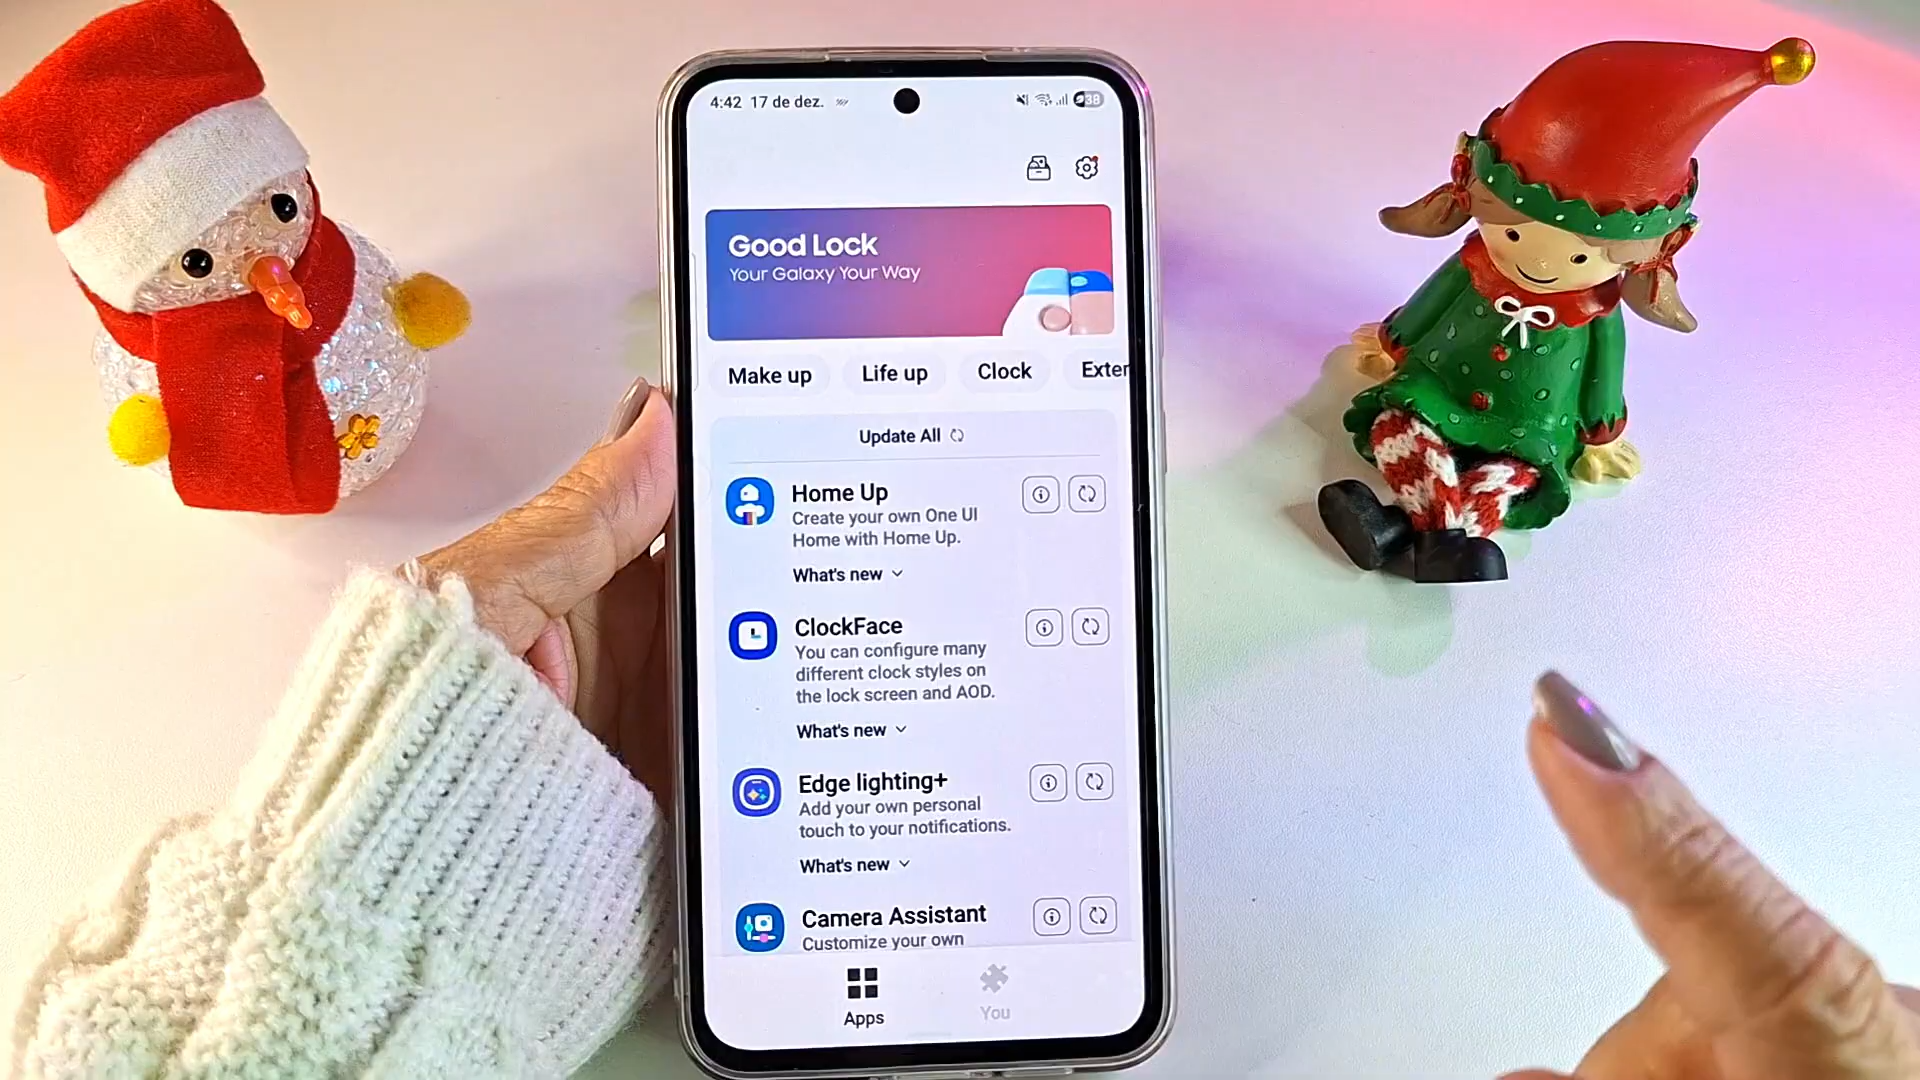 4:42 17 de dez.
38
Good Lock
Your Galaxy Your Way
Make up
Life up
Clock
Exter
Update All
Home Up
Create your own One UI
Home with Home Up.
What's new
ClockFace
You can configure many
different clock styles on
the lock screen and AOD.
What's new
Edge lighting+
Add your own personal
touch to your notifications.
What's new
Camera Assistant
Customize your own
Apps
You